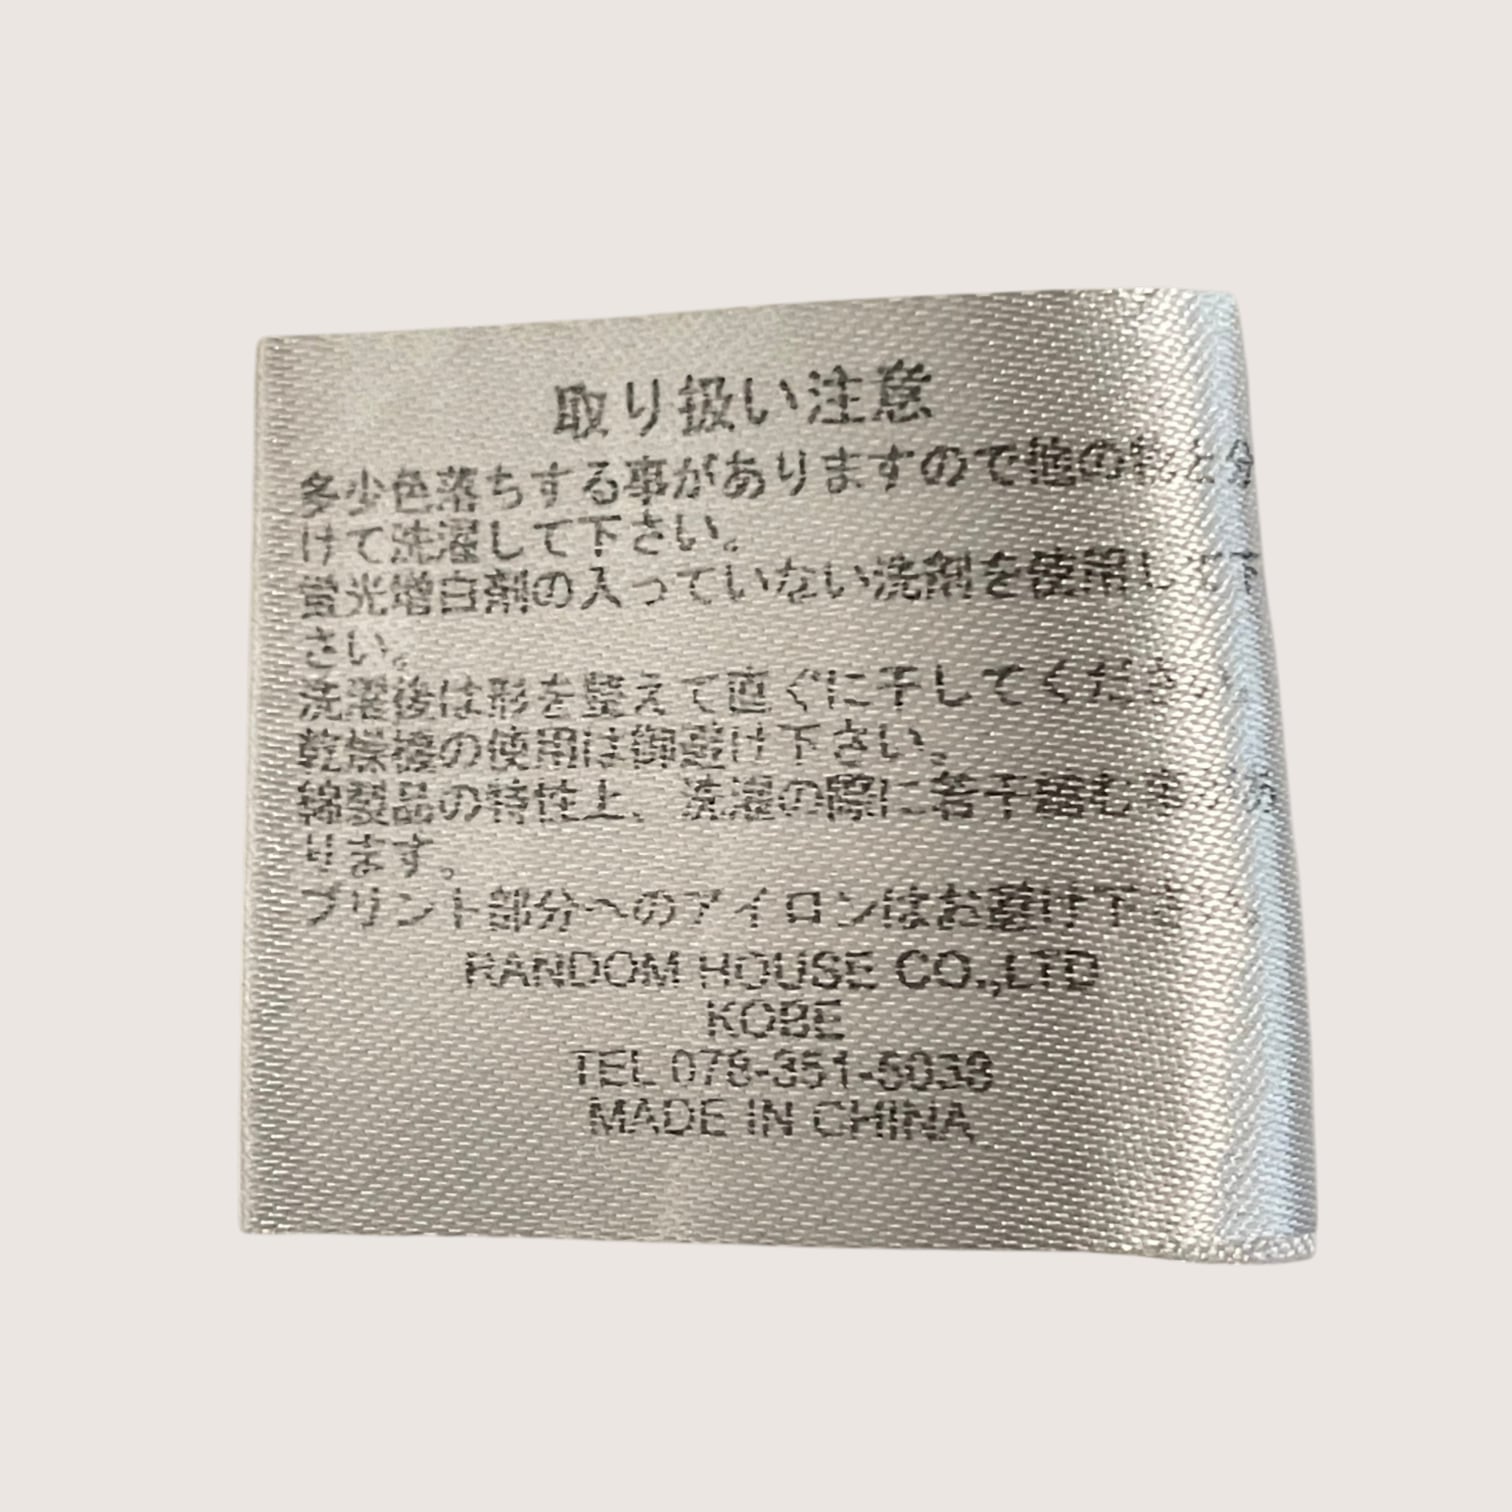 取り扱い注意
多少色落ちする事がありますので他の物と分
けて洗濯して下さい。
蛍光増白剤の入っていない洗剤を使用して下
さい。
洗濯後は形を整えて直ぐに干してくださ
乾燥機の使用は御避け下さい。
綿製品の特性上、洗濯の際に若干縮む事があ
ります。
プリント部分へのアイロンはお避け下さ
RANDOM HOUSE CO.,LTD
KOBE
TEL 078-351-5038
MADE IN CHINA